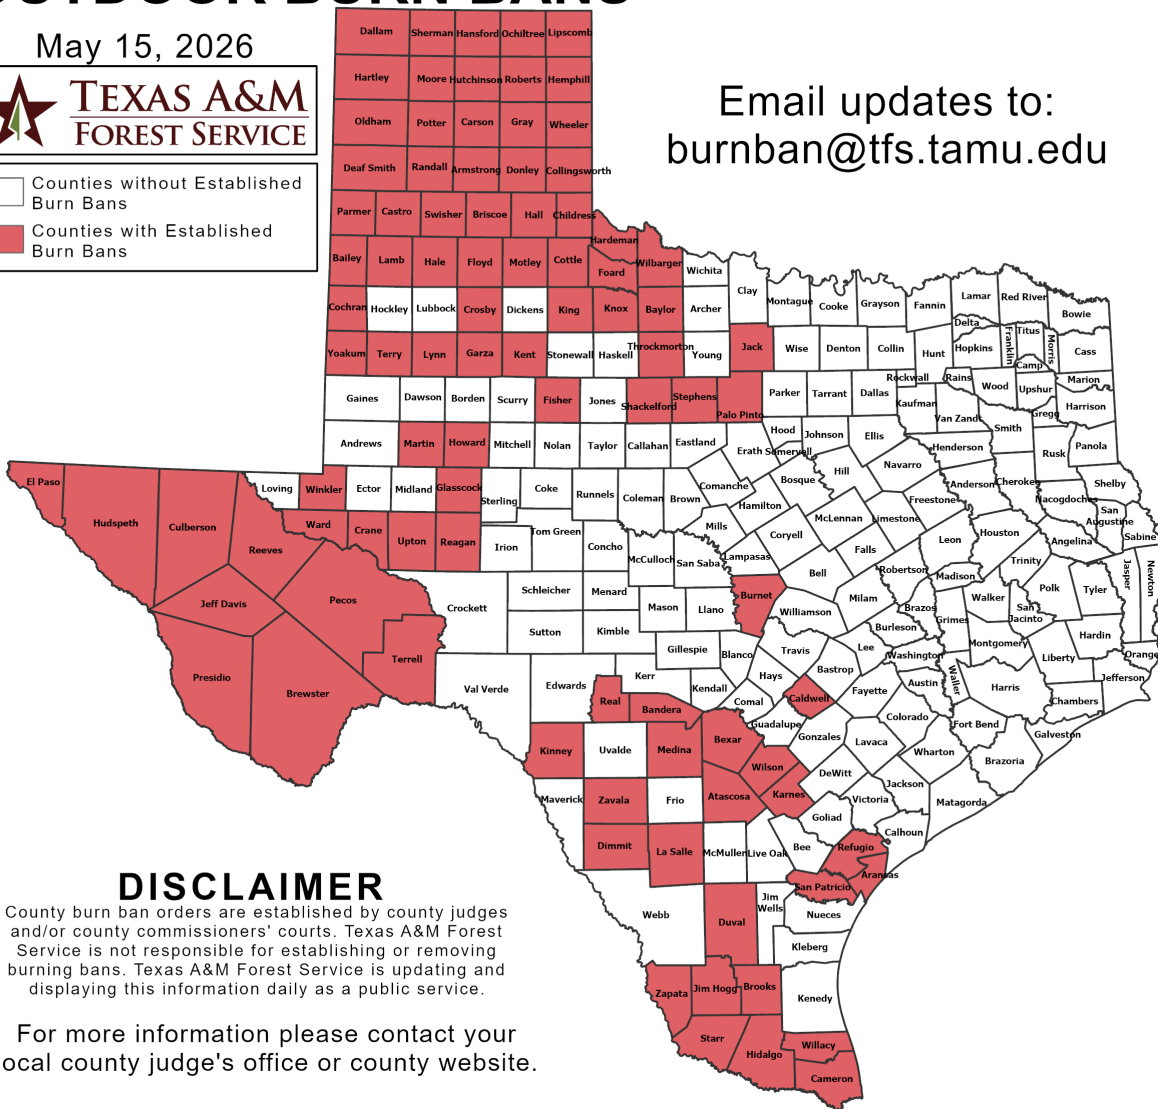 OUTDOOR BURN BANS
May 15, 2026
TEXAS A&M
FOREST SERVICE
Counties without Established
Burn Bans
Counties with Established
Burn Bans
Email updates to:
burnban@tfs.tamu.edu
Dallam Sherman Hansford Ochiltree Lipscomb
Hartley Moore Hutchinson Roberts Hemphill
Oldham Potter Carson Gray Wheeler
Deaf Smith Randall Armstrong Donley Collingsworth
Parmer Castro Swisher Briscoe Hall Childress
Hardeman
Bailey Lamb Hale Floyd Motley Cottle Foard Wilbarger Wichita
Clay Montague Cooke Grayson Fannin Lamar Red River Bowie
Cochran Hockley Lubbock Crosby Dickens King Knox Baylor Archer
Delta Franklin Titus Morris Cass
Yoakum Terry Lynn Garza Kent Stonewall Haskell Throckmorton Young Jack Wise Denton Collin Hunt Hopkins Camp
Rockwall Rains Wood Upshur Marion
Gaines Dawson Borden Scurry Fisher Jones Shackelford Stephens Palo Pinto Parker Tarrant Dallas Kaufman Van Zandt Gregg Harrison
Andrews Martin Howard Mitchell Nolan Taylor Callahan Eastland Erath Hood Somervell Johnson Ellis Henderson Smith Rusk Panola
El Paso Hudspeth Culberson Reeves Loving Winkler Ector Midland Glasscock Sterling Coke Runnels Coleman Brown Comanche Hamilton Bosque Hill Navarro Freestone Anderson Cherokee Nacogdoches Shelby
San
Augustine
Sabine
Ward Crane Upton Reagan Irion Tom Green Concho McCulloch San Saba Mills Lampasas Coryell McLennan Limestone Falls Leon Houston Angelina
Trinity Polk Tyler Jasper Newton
Jeff Davis Pecos Crockett Schleicher Menard Mason Llano Burnet Bell Williamson Milam Robertson Brazos Madison Grimes Walker
San
Jacinto
Presidio Brewster Terrell Sutton Kimble Gillespie Blanco Travis Burleson Lee Washington Montgomery Liberty Hardin Orange
Val Verde Edwards Kerr Kendall Hays Comal Bastrop Caldwell Fayette Austin Waller Harris Chambers Jefferson
Real Bandera Guadalupe Gonzales Colorado Fort Bend Galveston
Kinney Uvalde Medina Bexar Wilson Lavaca Wharton Brazoria
Maverick Zavala Frio Atascosa Karnes DeWitt Victoria Jackson Matagorda
Goliad Calhoun
Dimmit La Salle McMullen Live Oak Bee Refugio Aransas San Patricio
Webb Duval
Jim
Wells
Nueces
Kleberg
Zapata Jim Hogg Brooks Kenedy
Starr Hidalgo Willacy
Cameron
DISCLAIMER
County burn ban orders are established by county judges
and/or county commissioners' courts. Texas A&M Forest
Service is not responsible for establishing or removing
burning bans. Texas A&M Forest Service is updating and
displaying this information daily as a public service.
For more information please contact your
local county judge's office or county website.